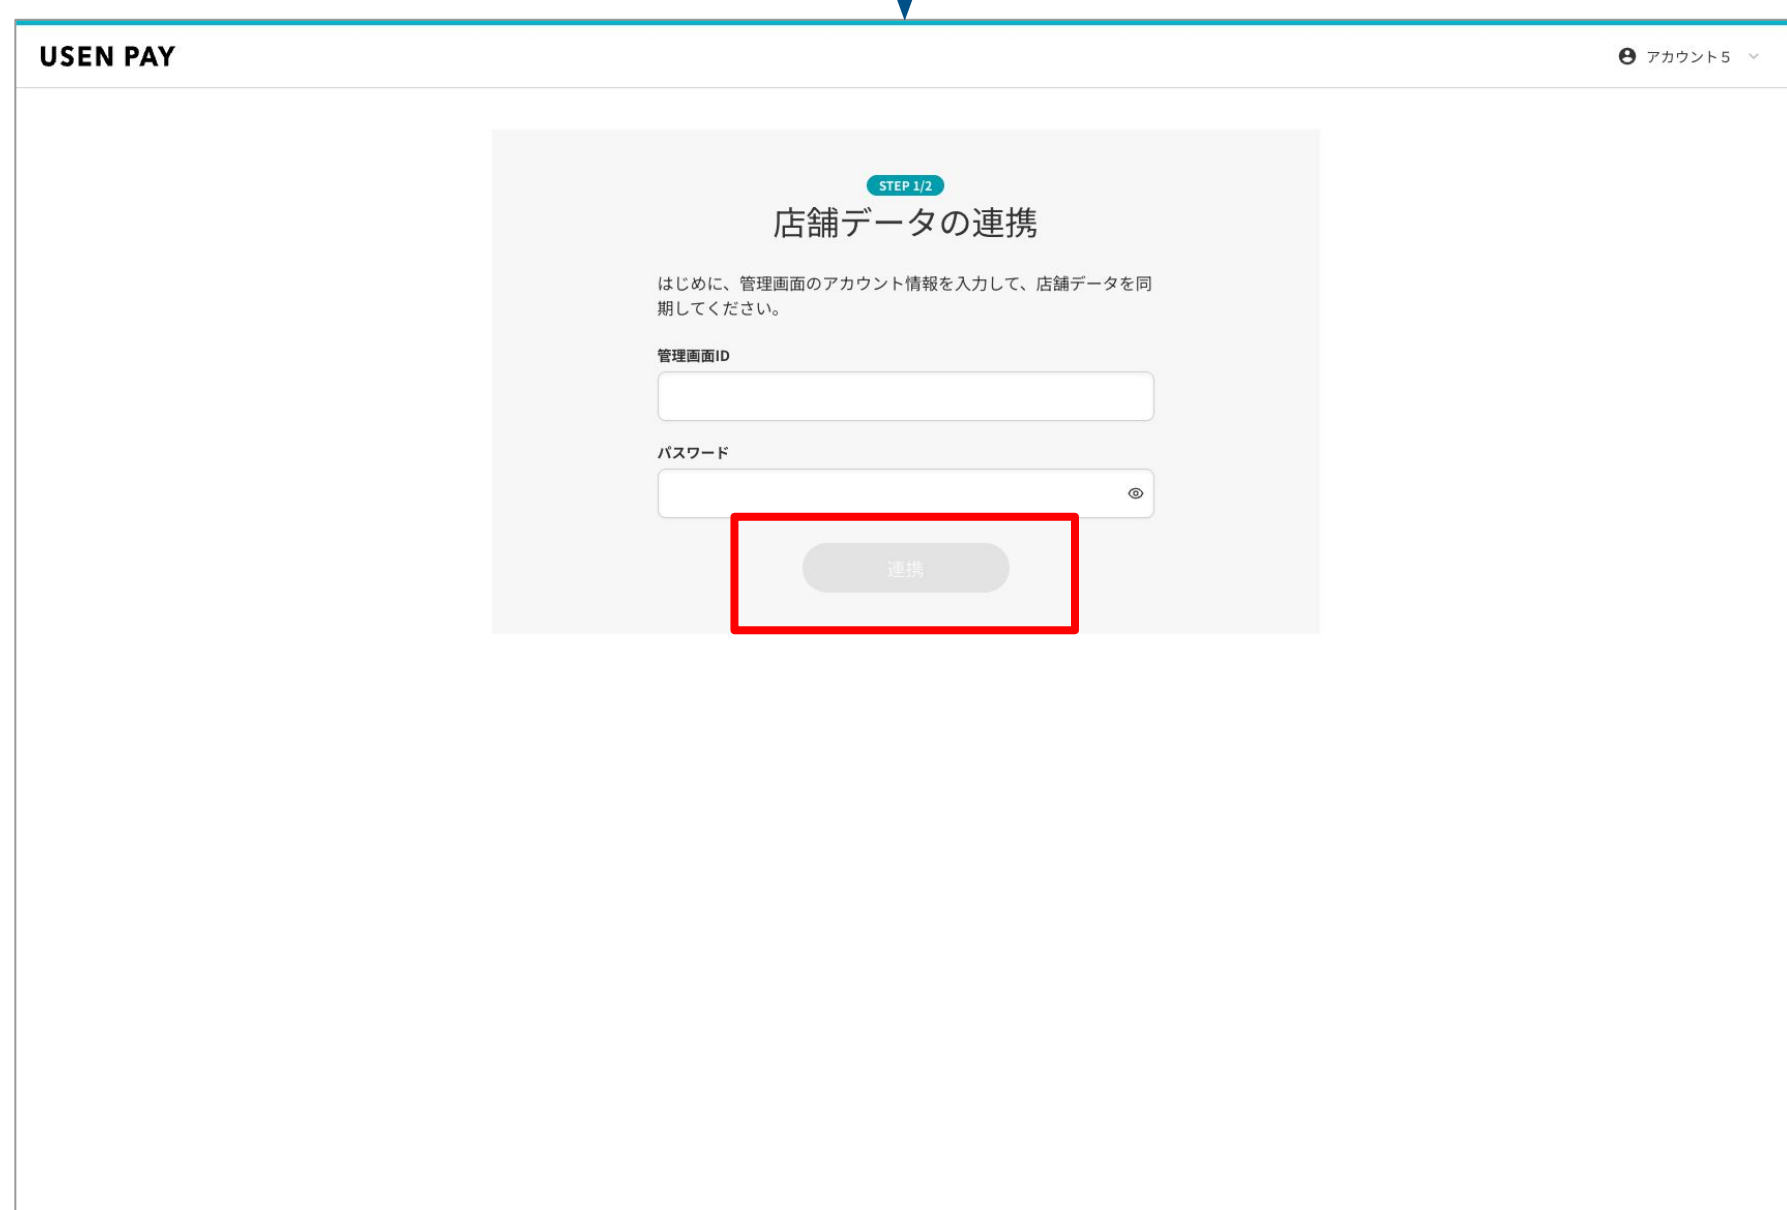 USEN PAY
アカウント５
STEP 1/2
店舗データの連携
はじめに、管理画面のアカウント情報を入力して、店舗データを同
期してください。
管理画面ID
パスワード
連携